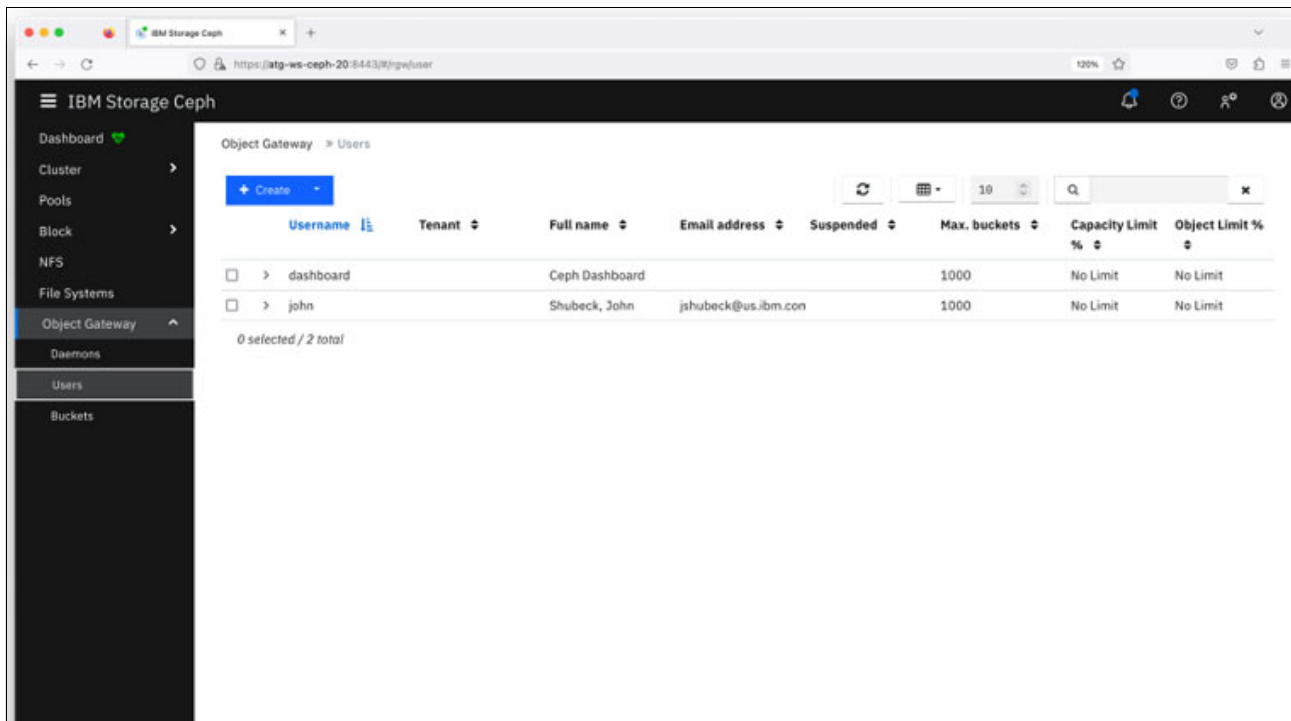 IBM Storage Ceph
https://atg-ws-ceph-20:8443/#/rgw/user
120%
IBM Storage Ceph
Dashboard
Cluster
Pools
Block
NFS
File Systems
Object Gateway
Daemons
Users
Buckets
Object Gateway » Users
+ Create
10
Username Tenant Full name Email address Suspended Max. buckets Capacity Limit % Object Limit %
dashboard Ceph Dashboard 1000 No Limit No Limit
john Shubeck, John jshubeck@us.ibm.con 1000 No Limit No Limit
0 selected / 2 total